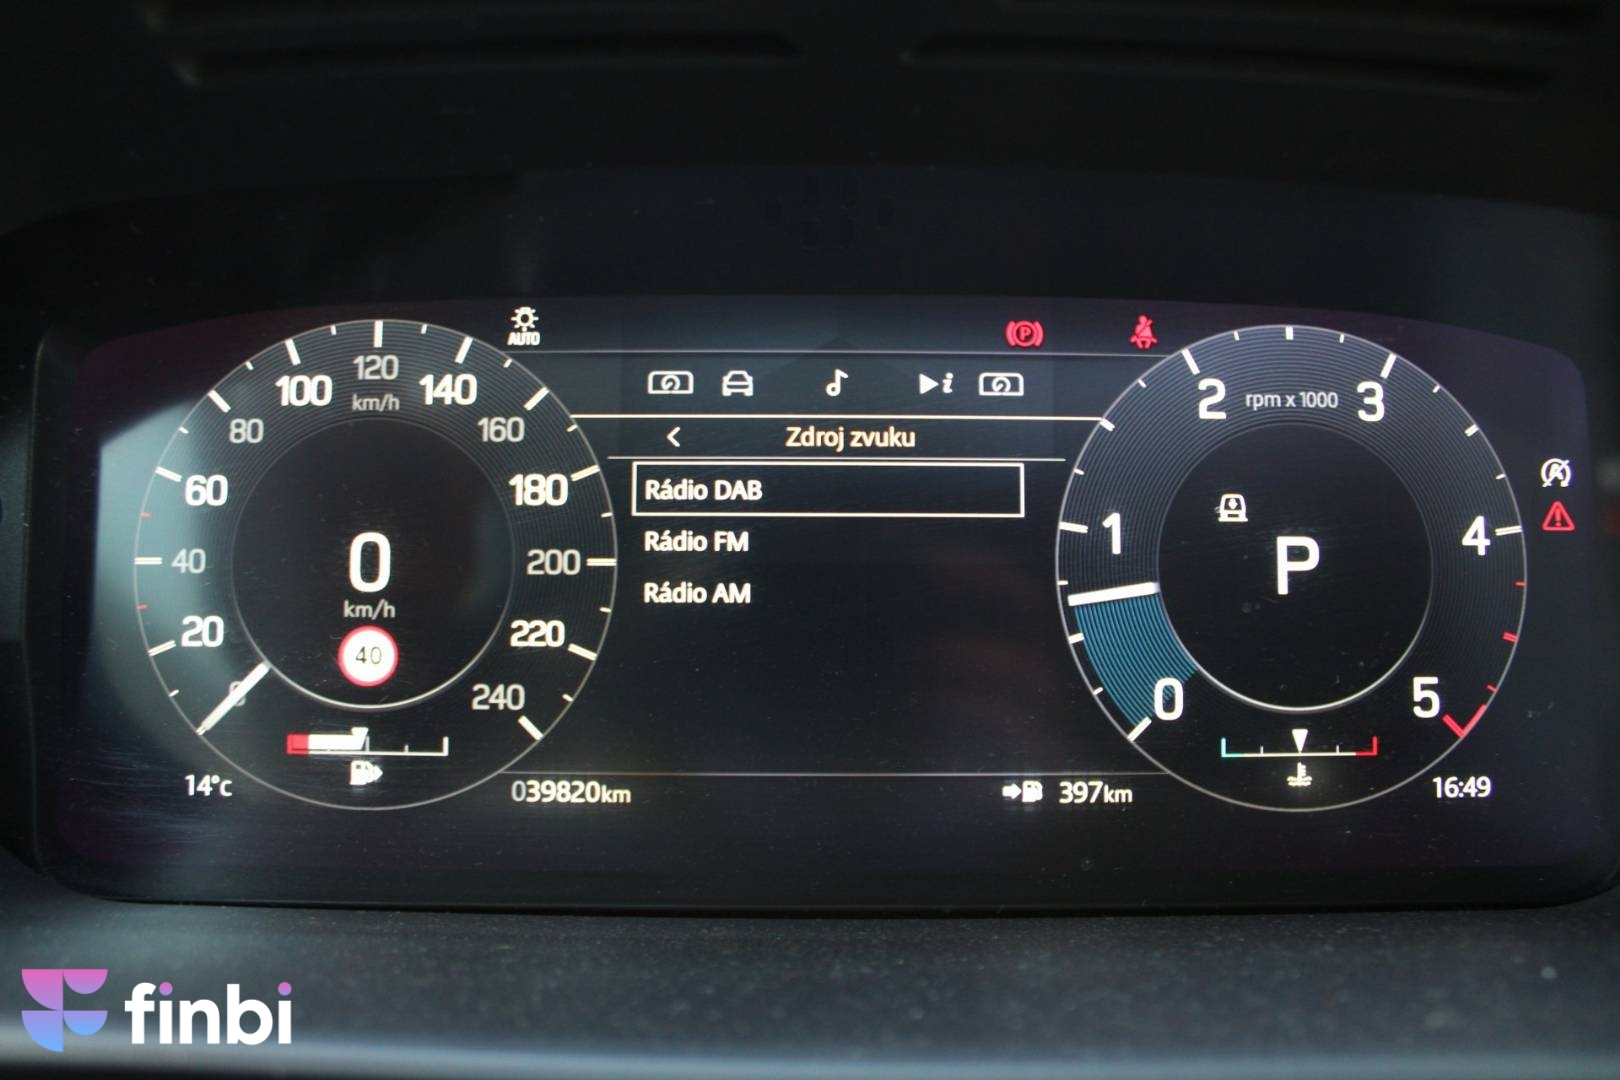 AUTO
P
Zdroj zvuku
Rádio DAB
Rádio FM
Rádio AM
0
20
40
60
80
100
120
km/h
140
160
180
200
220
240
0
km/h
40
14°c
039820km
397km
0
1
2
rpm x 1000
3
4
5
P
A
16:49
finbi